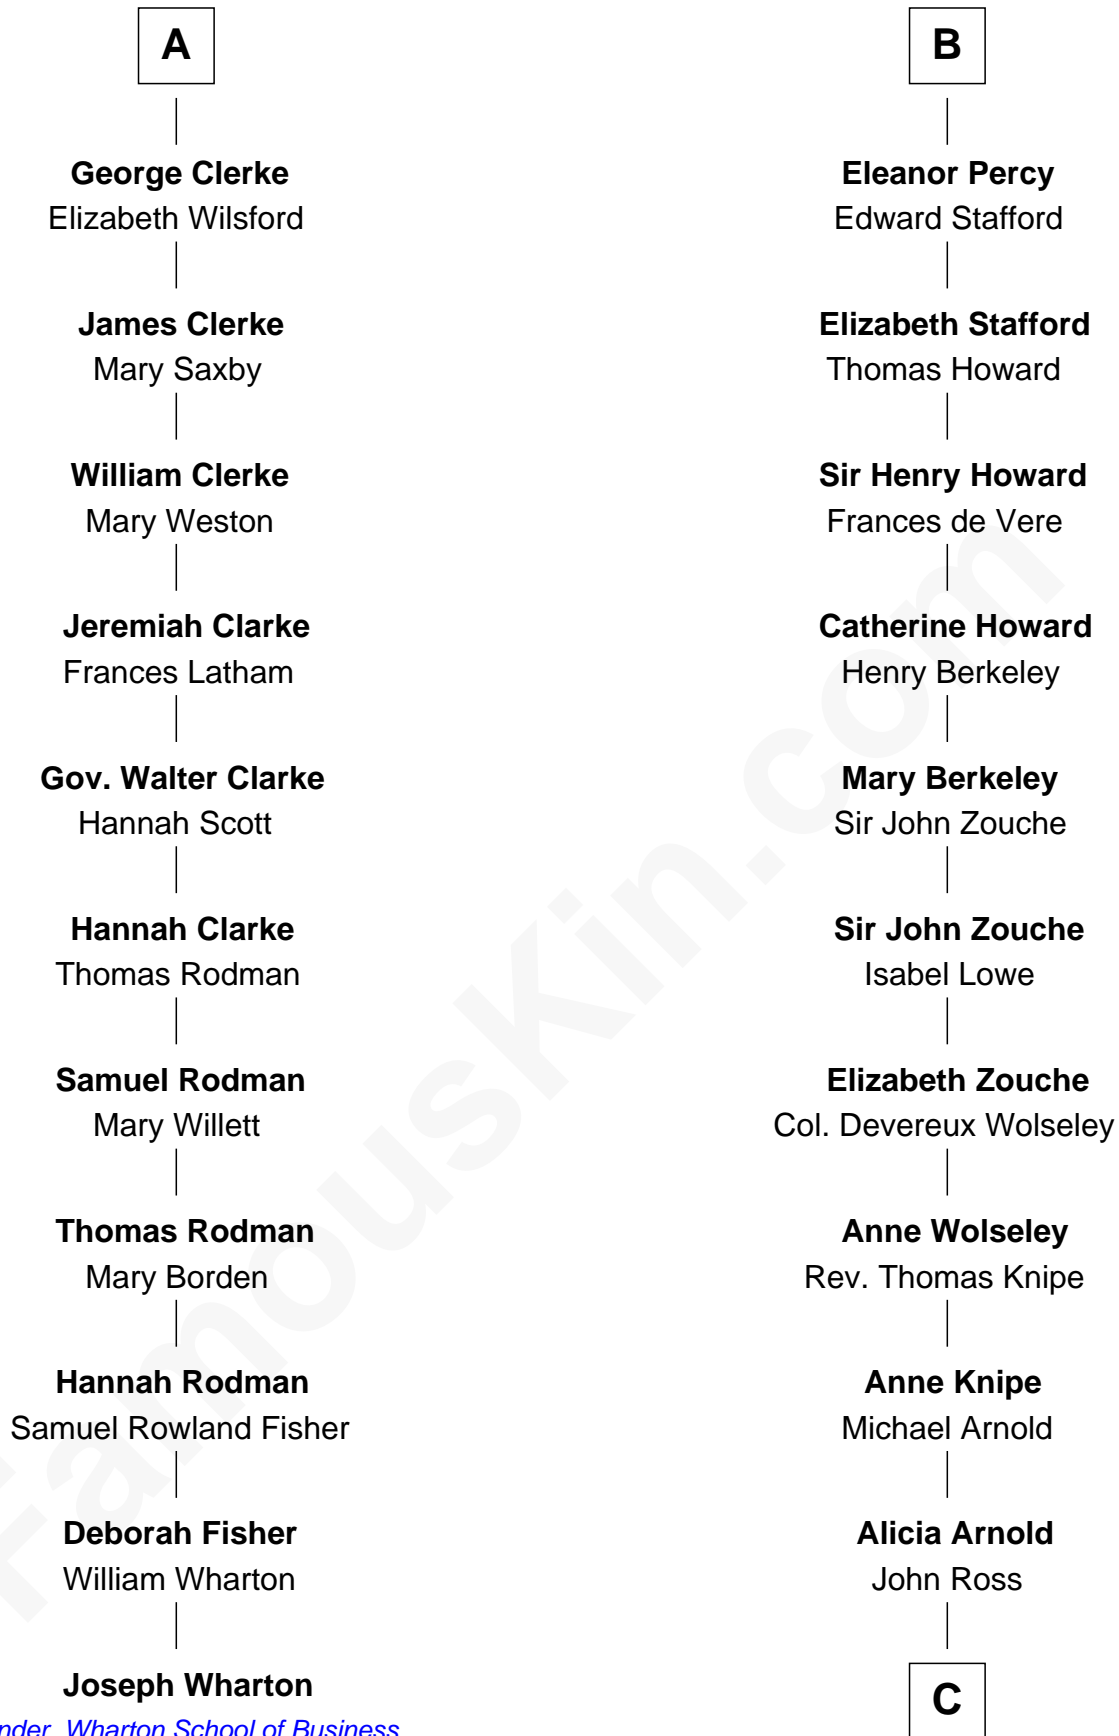 A
George Clerke
Elizabeth Wilsford
James Clerke
Mary Saxby
William Clerke
Mary Weston
Jeremiah Clarke
Frances Latham
Gov. Walter Clarke
Hannah Scott
Hannah Clarke
Thomas Rodman
Samuel Rodman
Mary Willett
Thomas Rodman
Mary Borden
Hannah Rodman
Samuel Rowland Fisher
Deborah Fisher
William Wharton
Joseph Wharton
Wharton School of Business
B
Eleanor Percy
Edward Stafford
Elizabeth Stafford
Thomas Howard
Sir Henry Howard
Frances de Vere
Catherine Howard
Henry Berkeley
Mary Berkeley
Sir John Zouche
Sir John Zouche
Isabel Lowe
Elizabeth Zouche
Col. Devereux Wolseley
Anne Wolseley
Rev. Thomas Knipe
Anne Knipe
Michael Arnold
Alicia Arnold
John Ross
C
FamousKin.com